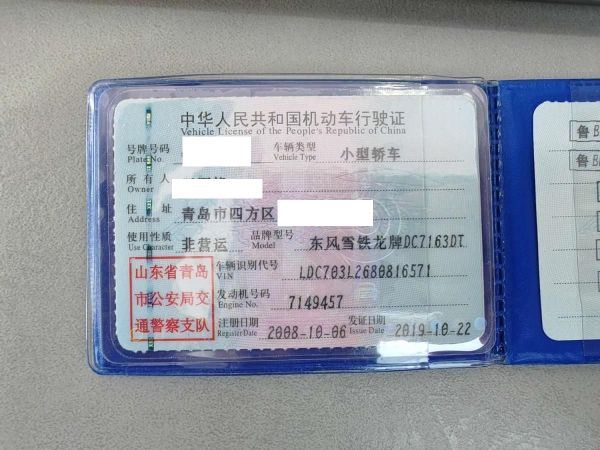 中华人民共和国机动车行驶证
Vehicle License of the People's Republic of China
号牌号码 车辆类型 小型轿车
Plate No. Vehicle Type
所有人
Owner
住址 青岛市四方区
Address
使用性质 非营运 品牌型号 东风雪铁龙牌DC7163DT
Use Character Model
山东省青岛
市公安局交
通警察支队
车辆识别代号 LDC703L2680816571
VIN
发动机号码 7149457
Engine No.
注册日期 2008-10-06 发证日期 2019-10-22
Register Date Issue Date
鲁B
鲁B